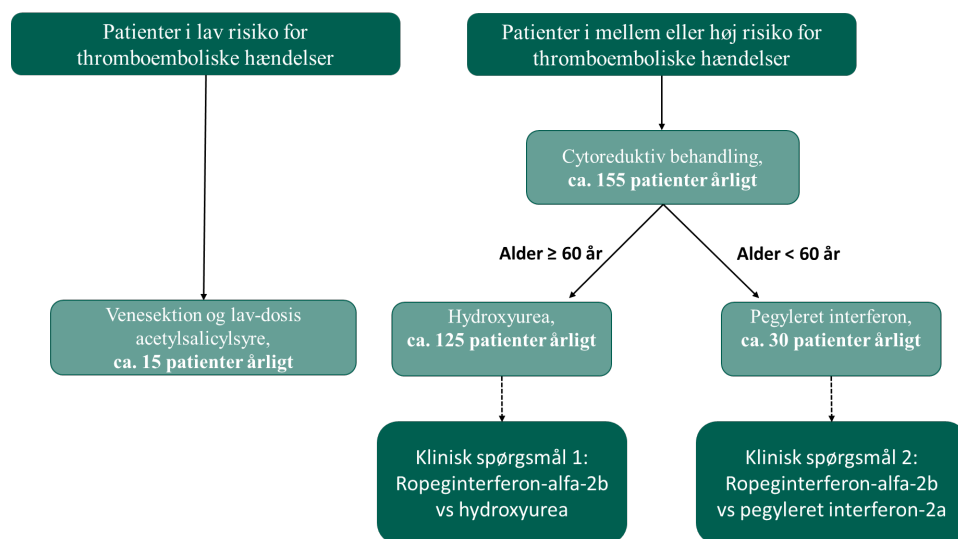 Patienter i lav risiko for
thromboemboliske hændelser
Patienter i mellem eller høj risiko for
thromboemboliske hændelser
Cytoreduktiv behandling,
ca. 155 patienter årligt
Alder ≥ 60 år
Alder < 60 år
Venesektion og lav-dosis
acetylsalicylsyre,
ca. 15 patienter årligt
Hydroxyurea,
ca. 125 patienter årligt
Pegyleret interferon,
ca. 30 patienter årligt
Klinisk spørgsmål 1:
Ropeginterferon-alfa-2b
vs hydroxyurea
Klinisk spørgsmål 2:
Ropeginterferon-alfa-2b
vs pegyleret interferon-2a